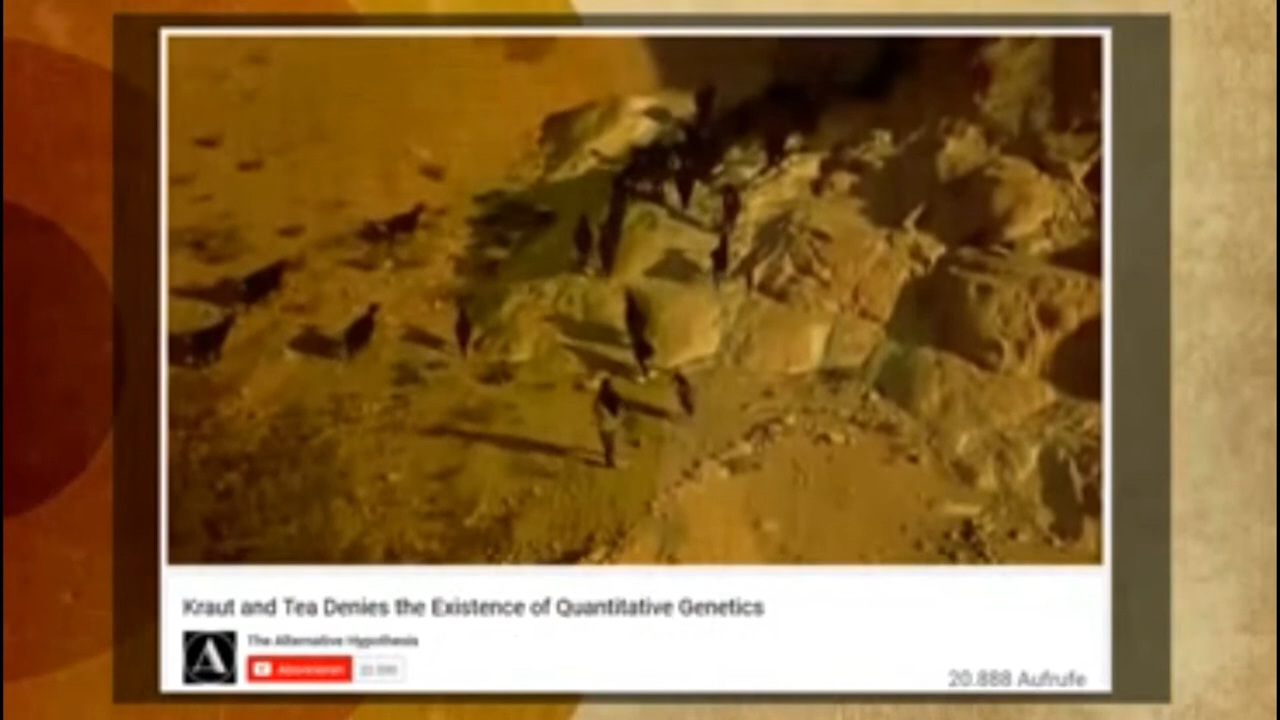 Kraut and Tea Denies the Existence of Quantitative Genetics
A
The Alternative Hypothesis
Abonnieren
20.888 Aufrufe